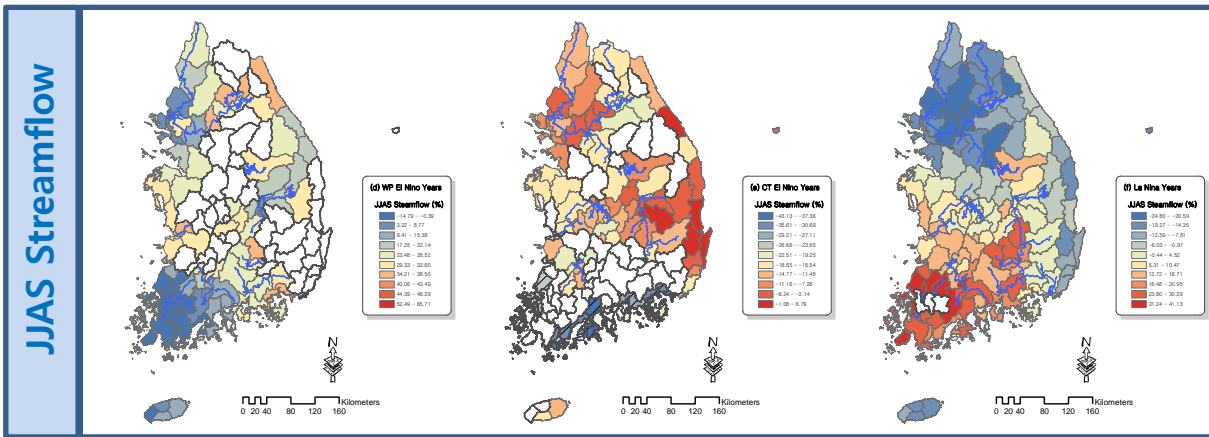 JJAS Streamflow
(d) WP El Nino Years
JJAS Steamflow (%)
-14.79 - -0.39
3.22 - 8.77
9.41 - 15.38
17.25 - 22.14
23.48 - 28.52
29.33 - 33.60
34.21 - 38.50
40.06 - 43.49
44.39 - 48.29
52.49 - 65.71
N
Kilometers
0 20 40 80 120 160
(e) CT El Nino Years
JJAS Steamflow (%)
-43.13 - -37.36
-35.61 - -30.69
-29.21 - -27.11
-26.66 - -23.65
-22.51 - -19.25
-18.65 - -15.54
-14.77 - -11.48
-11.16 - -7.26
-6.24 - -2.14
-1.08 - 6.79
N
Kilometers
0 20 40 80 120 160
(f) La Nina Years
JJAS Steamflow (%)
-24.80 - -20.59
-19.27 - -14.35
-12.59 - -7.81
-6.03 - -0.97
-0.44 - 4.52
5.31 - 10.47
12.72 - 16.71
18.48 - 20.95
23.80 - 30.29
31.24 - 41.13
N
Kilometers
0 20 40 80 120 160